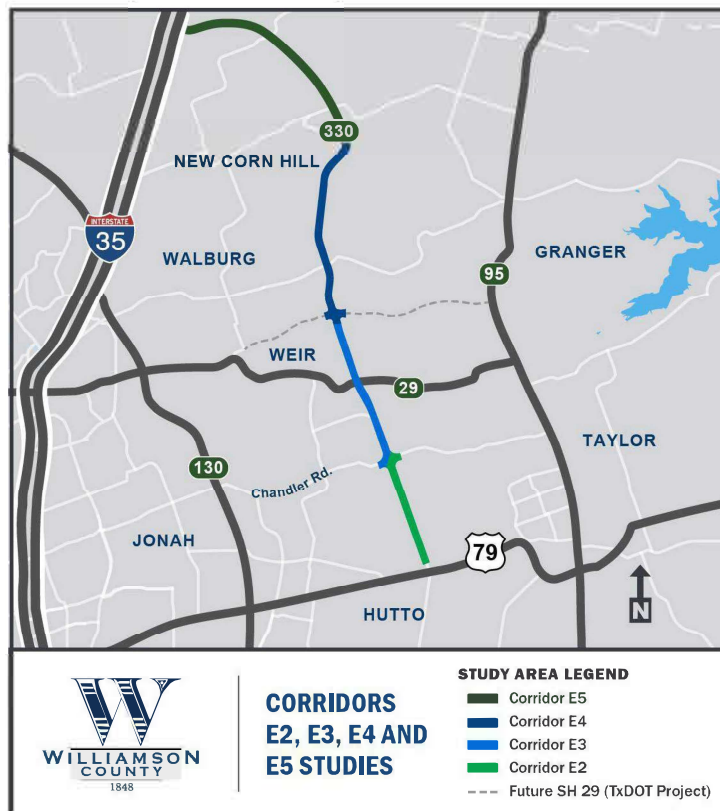 330
NEW CORN HILL
INTERSTATE
35
WALBURG
GRANGER
95
WEIR
29
TAYLOR
130
Chandler Rd.
JONAH
79
HUTTO
N
W
WILLIAMSON
COUNTY
1848
CORRIDORS
E2, E3, E4 AND
E5 STUDIES
STUDY AREA LEGEND
Corridor E5
Corridor E4
Corridor E3
Corridor E2
Future SH 29 (TxDOT Project)